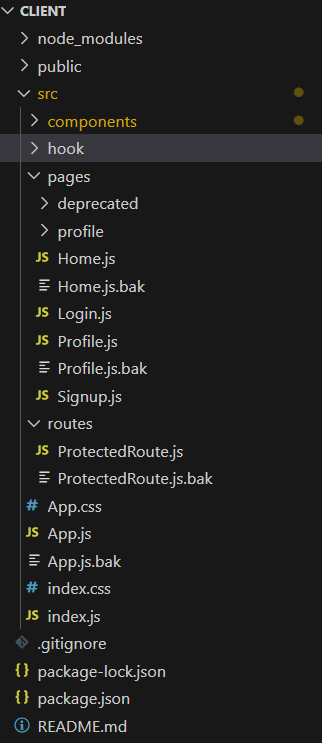 CLIENT
node_modules
public
src
components
hook
pages
deprecated
profile
JS Home.js
Home.js.bak
JS Login.js
JS Profile.js
Profile.js.bak
JS Signup.js
routes
JS ProtectedRoute.js
ProtectedRoute.js.bak
# App.css
JS App.js
App.js.bak
# index.css
JS index.js
.gitignore
{} package-lock.json
{} package.json
README.md